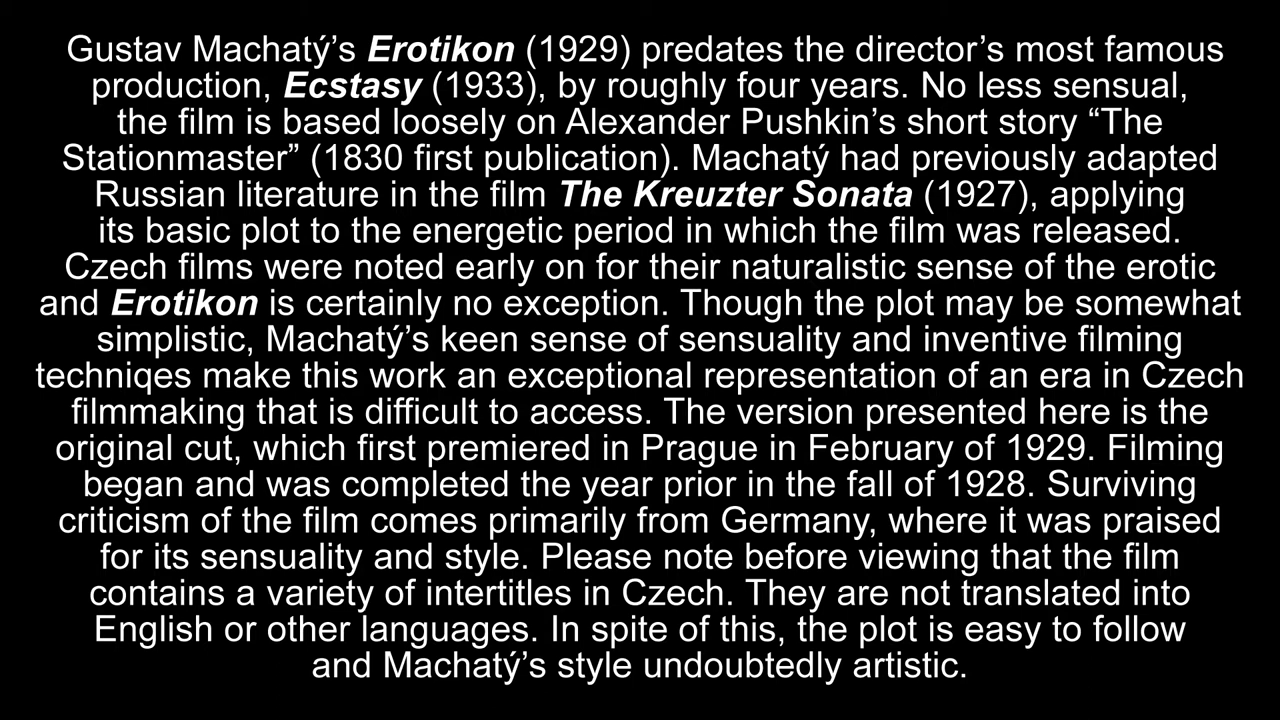 Gustav Machatý’s Erotikon (1929) predates the director’s most famous
production, Ecstasy (1933), by roughly four years. No less sensual,
the film is based loosely on Alexander Pushkin’s short story “The
Stationmaster” (1830 first publication). Machatý had previously adapted
Russian literature in the film The Kreuzter Sonata (1927), applying
its basic plot to the energetic period in which the film was released.
Czech films were noted early on for their naturalistic sense of the erotic
and Erotikon is certainly no exception. Though the plot may be somewhat
simplistic, Machatý’s keen sense of sensuality and inventive filming
techniqes make this work an exceptional representation of an era in Czech
filmmaking that is difficult to access. The version presented here is the
original cut, which first premiered in Prague in February of 1929. Filming
began and was completed the year prior in the fall of 1928. Surviving
criticism of the film comes primarily from Germany, where it was praised
for its sensuality and style. Please note before viewing that the film
contains a variety of intertitles in Czech. They are not translated into
English or other languages. In spite of this, the plot is easy to follow
and Machatý’s style undoubtedly artistic.